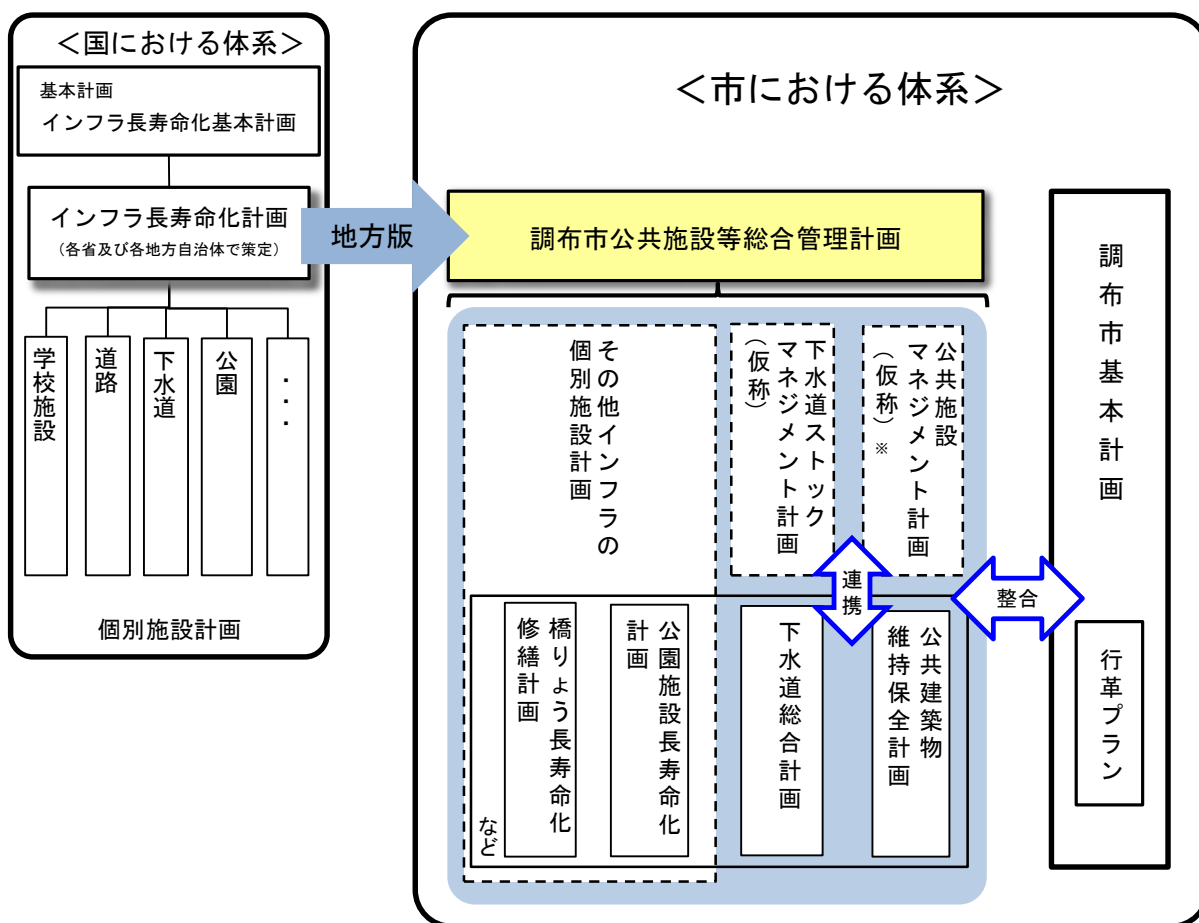 ＜国における体系＞
基本計画
インフラ長寿命化基本計画
インフラ長寿命化計画
（各省及び各地方自治体で策定）
学校施設
道路
下水道
公園
・・・
個別施設計画
地方版
＜市における体系＞
調布市公共施設等総合管理計画
公共施設
マネジメント計画
（仮称）※
下水道ストック
マネジメント計画
（仮称）
その他インフラの
個別施設計画
連携
整合
公共建築物
維持保全計画
下水道総合計画
公園施設長寿命化
計画
橋りょう長寿命化
修繕計画
など
調布市基本計画
行革プラン